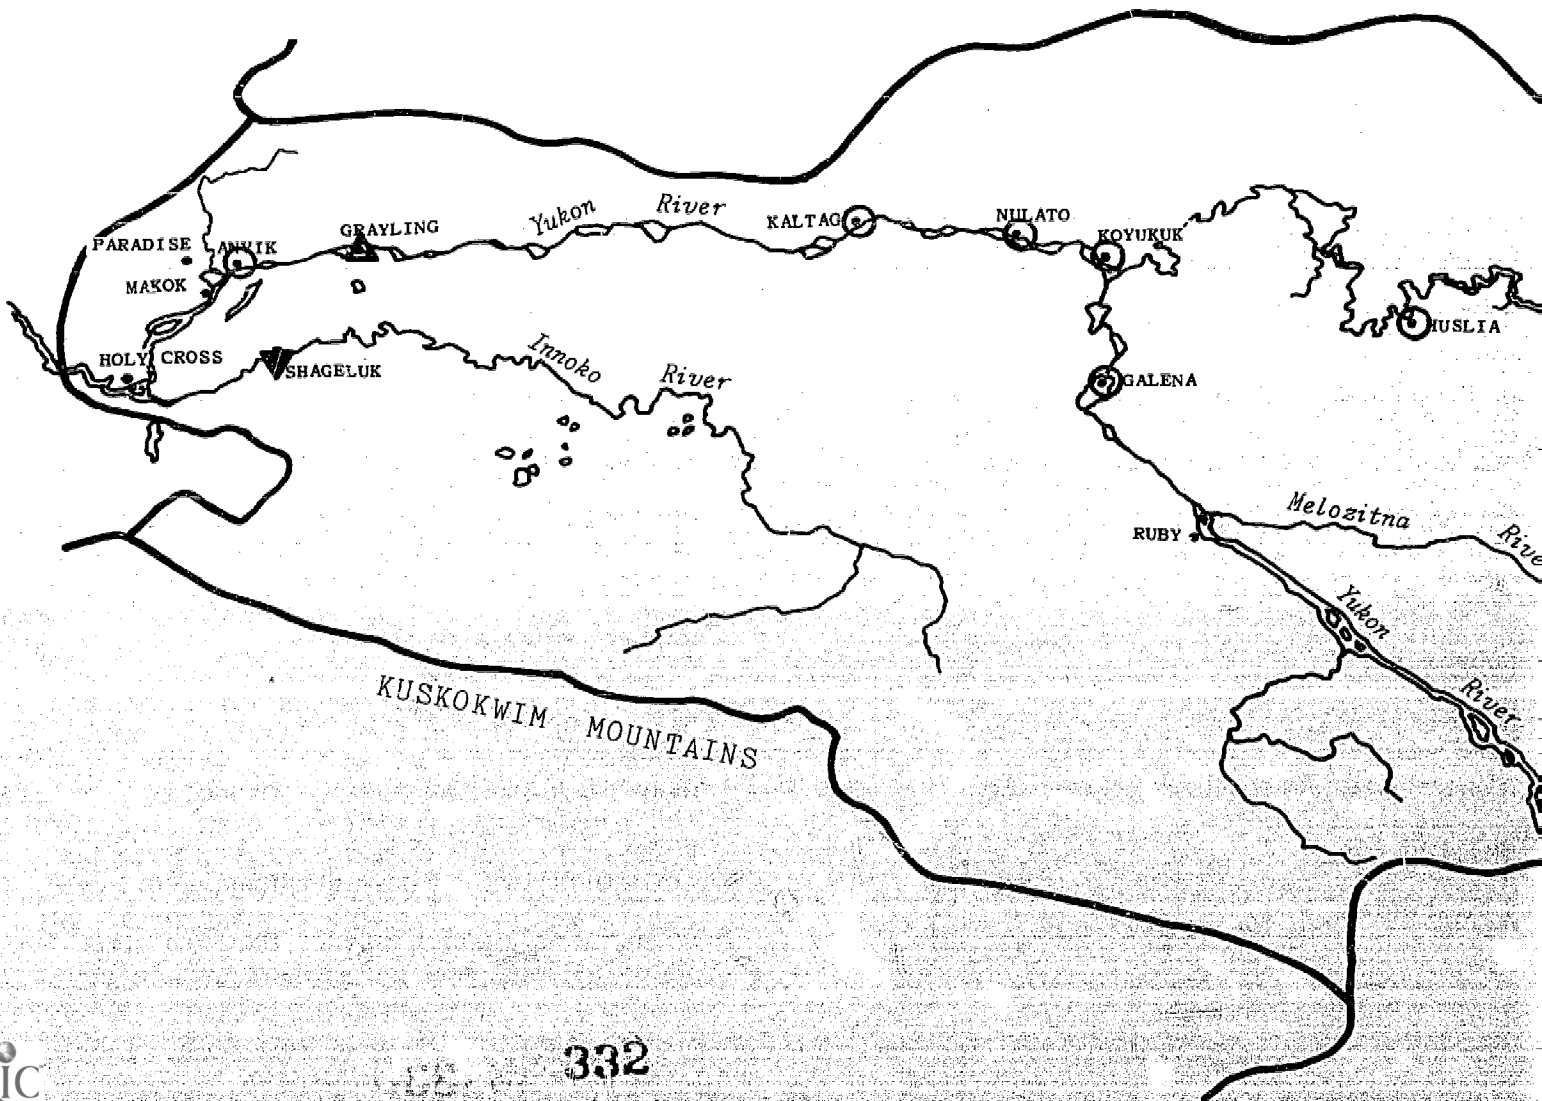 Yukon River
KALTAG
NULATO
GRAYLING
KOYUKUK
PARADISE
ANVIK
MAKOK
HUSLIA
HOLY CROSS
SHAGELUK
Innoko River
GALENA
Melozitna
RUBY
Yukon River
KUSKOKWIM MOUNTAINS
332
IC